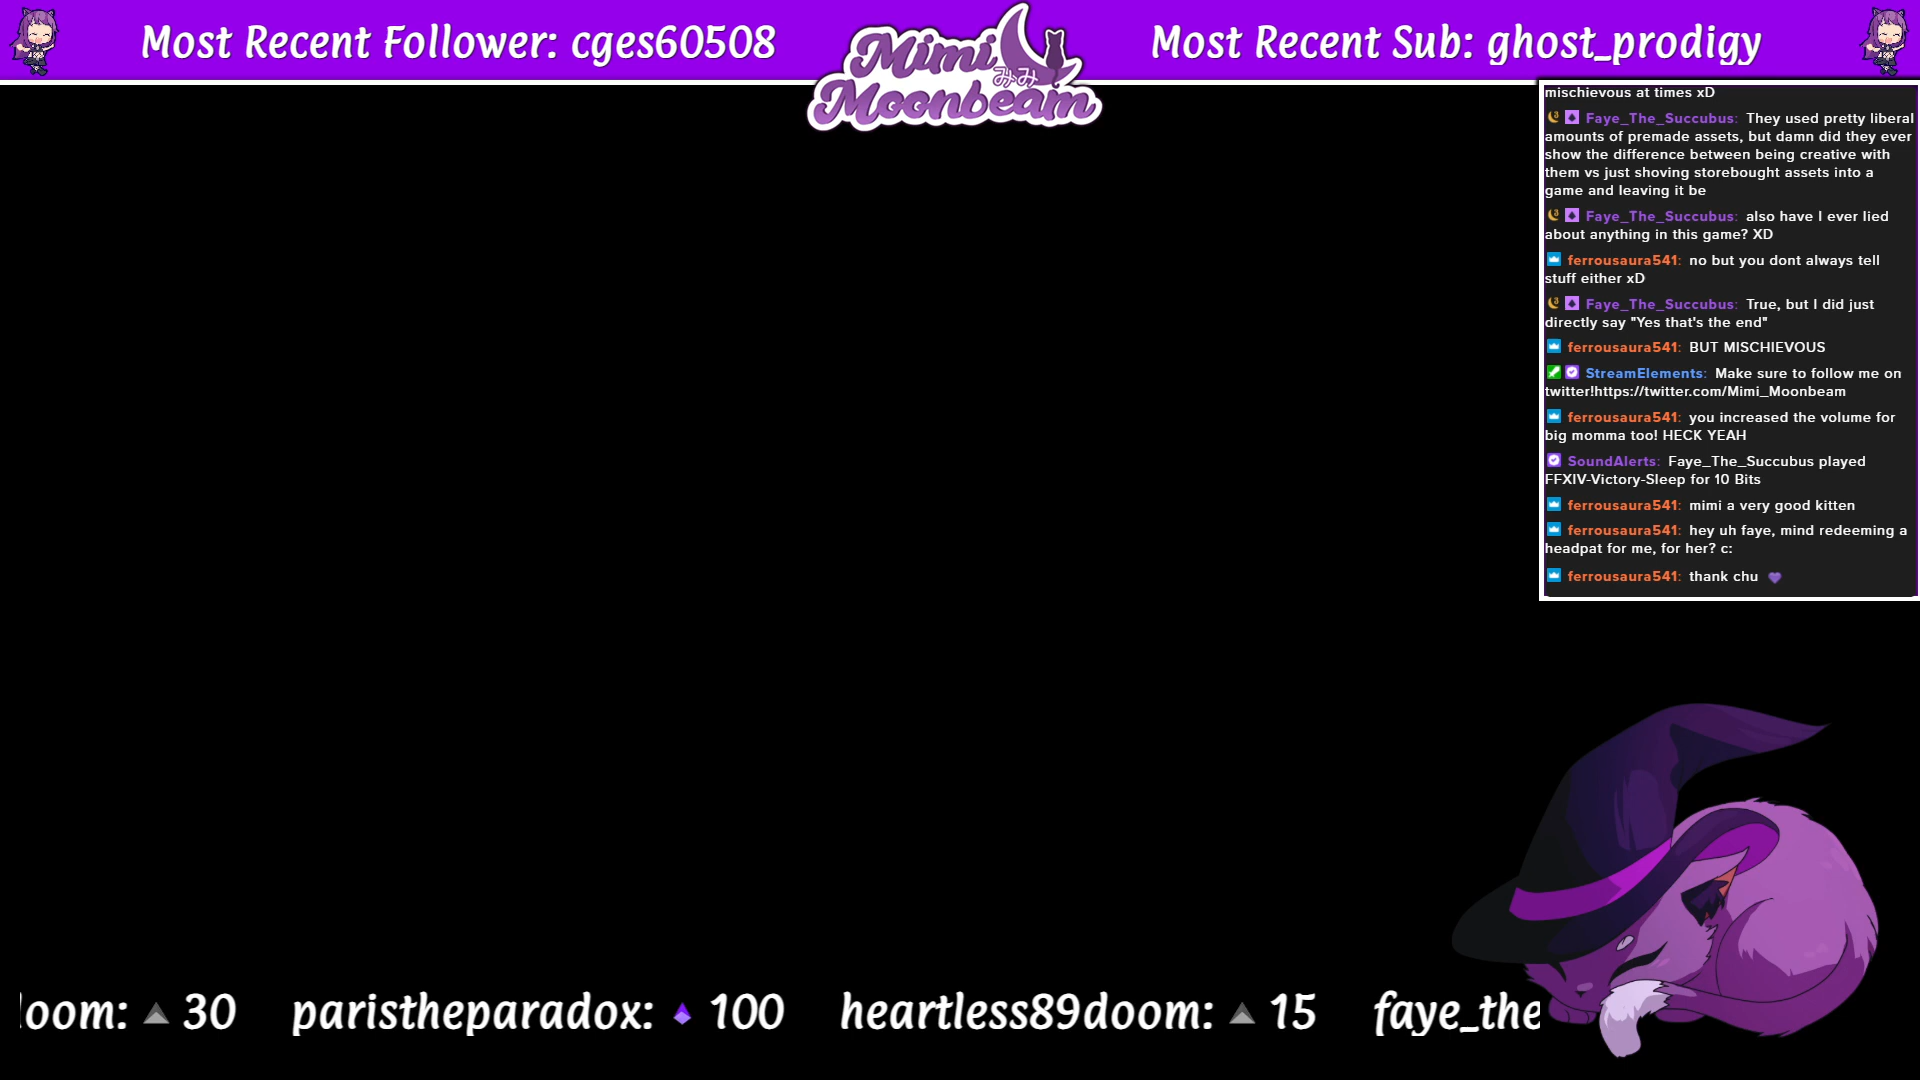 Most Recent Follower: cges60508
Mimi
みみ
Moonbeam
Most Recent Sub: ghost_prodigy
mischievous at times xD
Faye_The_Succubus: They used pretty liberal
amounts of premade assets, but damn did they ever
show the difference between being creative with
them vs just shoving storebought assets into a
game and leaving it be
Faye_The_Succubus: also have I ever lied
about anything in this game? XD
ferrousaura541: no but you dont always tell
stuff either xD
Faye_The_Succubus: True, but I did just
directly say "Yes that's the end"
ferrousaura541: BUT MISCHIEVOUS
StreamElements: Make sure to follow me on
twitter!https://twitter.com/Mimi_Moonbeam
ferrousaura541: you increased the volume for
big momma too! HECK YEAH
SoundAlerts: Faye_The_Succubus played
FFXIV-Victory-Sleep for 10 Bits
ferrousaura541: mimi a very good kitten
ferrousaura541: hey uh faye, mind redeeming a
headpat for me, for her? c:
ferrousaura541: thank chu
oom: 30 paristheparadox: 100 heartless89doom: 15 faye_the